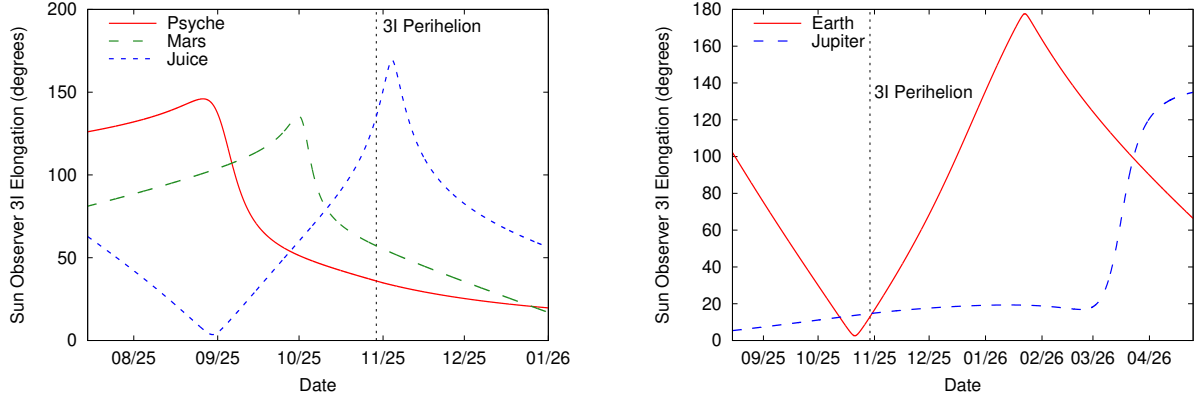 Sun Observer 3I Elongation (degrees)
200
150
100
50
0
Psyche
Mars
Juice
3I Perihelion
08/25 09/25 10/25 11/25 12/25 01/26
Date
Sun Observer 3I Elongation (degrees)
180
160
140
120
100
80
60
40
20
0
Earth
Jupiter
3I Perihelion
09/25 10/25 11/25 01/26 02/26 03/26 04/26
Date